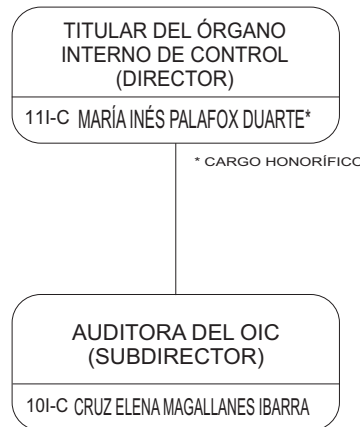 TITULAR DEL ÓRGANO
INTERNO DE CONTROL
(DIRECTOR)
11I-C MARÍA INÉS PALAFOX DUARTE*
* CARGO HONORÍFICO
AUDITORA DEL OIC
(SUBDIRECTOR)
10I-C CRUZ ELENA MAGALLANES IBARRA